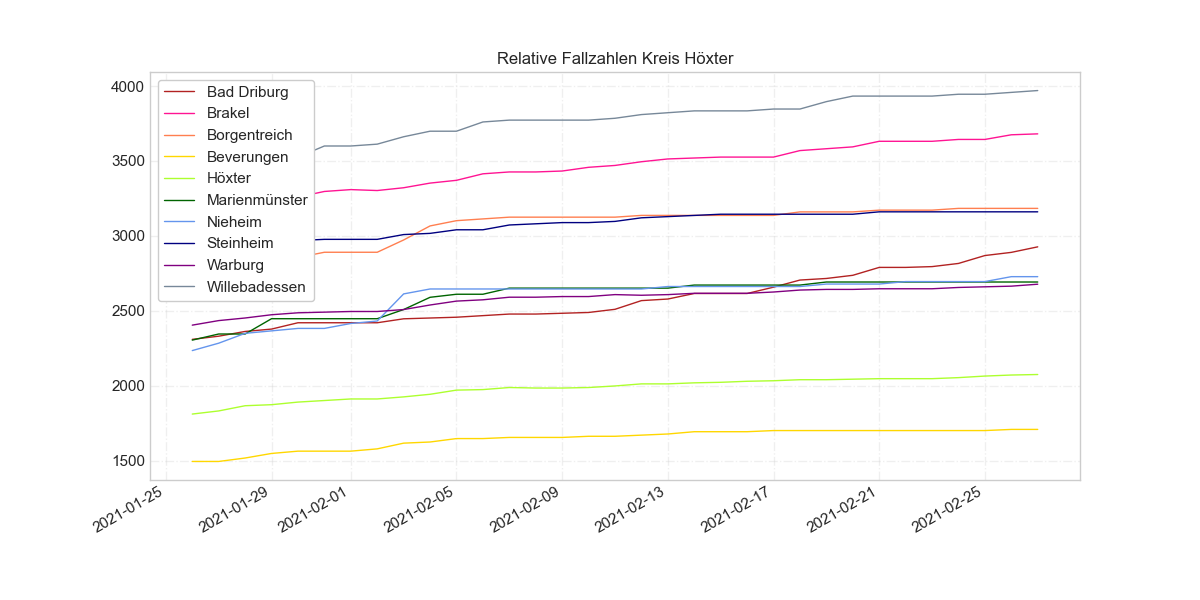 Relative Fallzahlen Kreis Höxter
4000
3500
3000
2500
2000
1500
Bad Driburg
Brakel
Borgentreich
Beverungen
Höxter
Marienmünster
Nieheim
Steinheim
Warburg
Willebadessen
2021-01-25
2021-01-29
2021-02-01
2021-02-05
2021-02-09
2021-02-13
2021-02-17
2021-02-21
2021-02-25